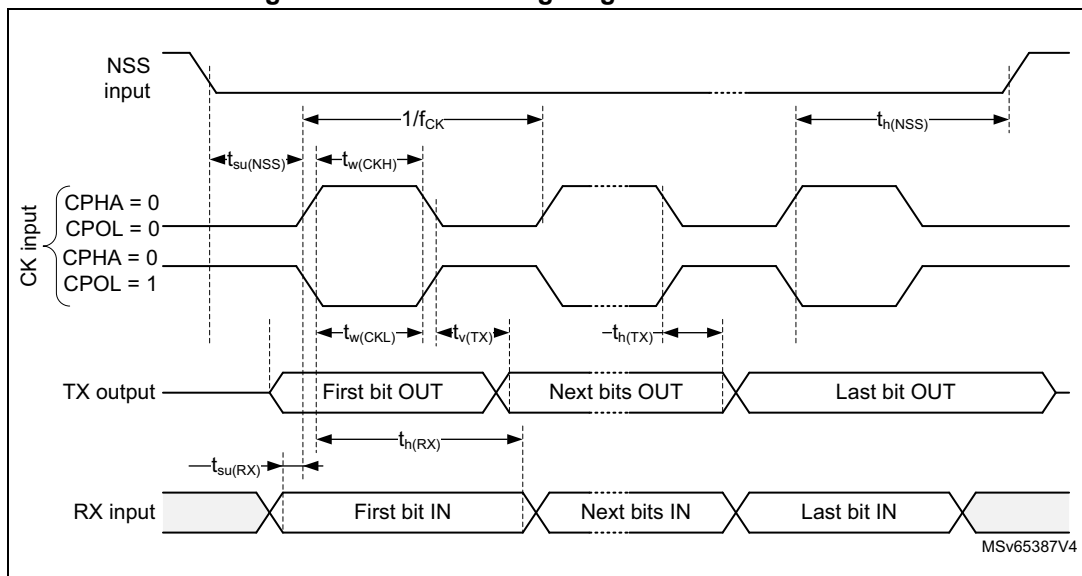 NSS
input
1/fCK
th(NSS)
tsu(NSS)
tw(CKH)
CK input
CPHA = 0
CPOL = 0
CPHA = 0
CPOL = 1
tw(CKL)
tv(TX)
th(TX)
TX output
First bit OUT
Next bits OUT
Last bit OUT
th(RX)
tsu(RX)
RX input
First bit IN
Next bits IN
Last bit IN
MSv65387V4